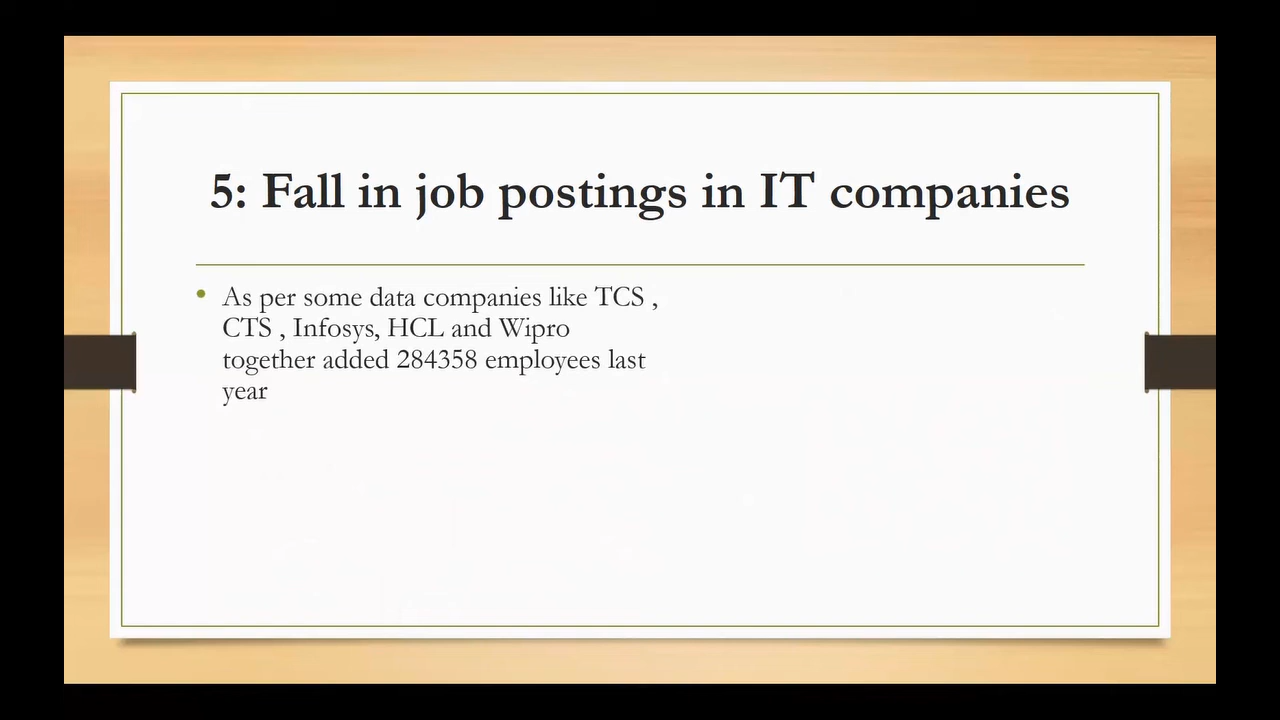 5: Fall in job postings in IT companies
• As per some data companies like TCS ,
CTS , Infosys, HCL and Wipro
together added 284358 employees last
year